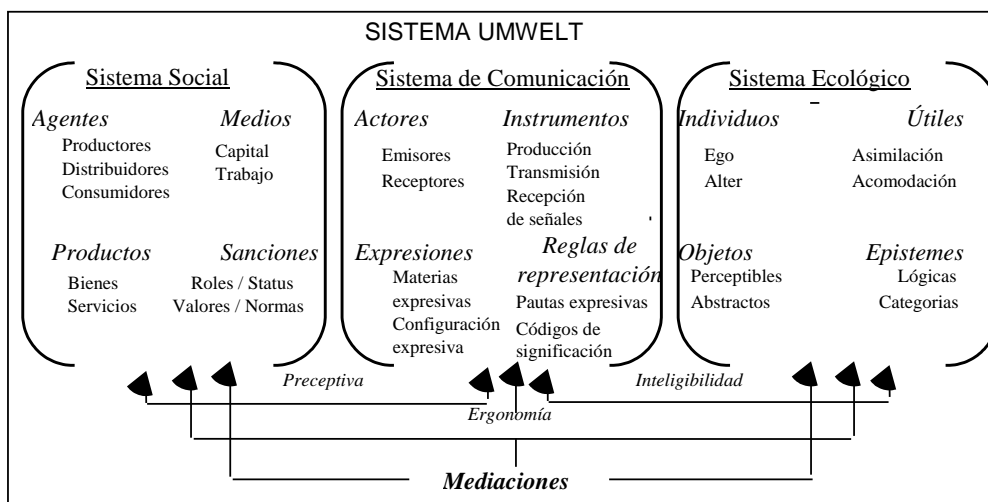 SISTEMA UMWELT
Sistema Social
Agentes
Productores
Distribuidores
Consumidores
Medios
Capital
Trabajo
Productos
Bienes
Servicios
Sanciones
Roles / Status
Valores / Normas
Sistema de Comunicación
Actores
Emisores
Receptores
Instrumentos
Producción
Transmisión
Recepción
de señales
Expresiones
Materias
expresivas
Configuración
expresiva
Reglas de
representación
Pautas expresivas
Códigos de
significación
Sistema Ecológico
Individuos
Ego
Alter
Útiles
Asimilación
Acomodación
Objetos
Perceptibles
Abstractos
Epistemes
Lógicas
Categorias
Preceptiva
Inteligibilidad
Ergonomía
Mediaciones